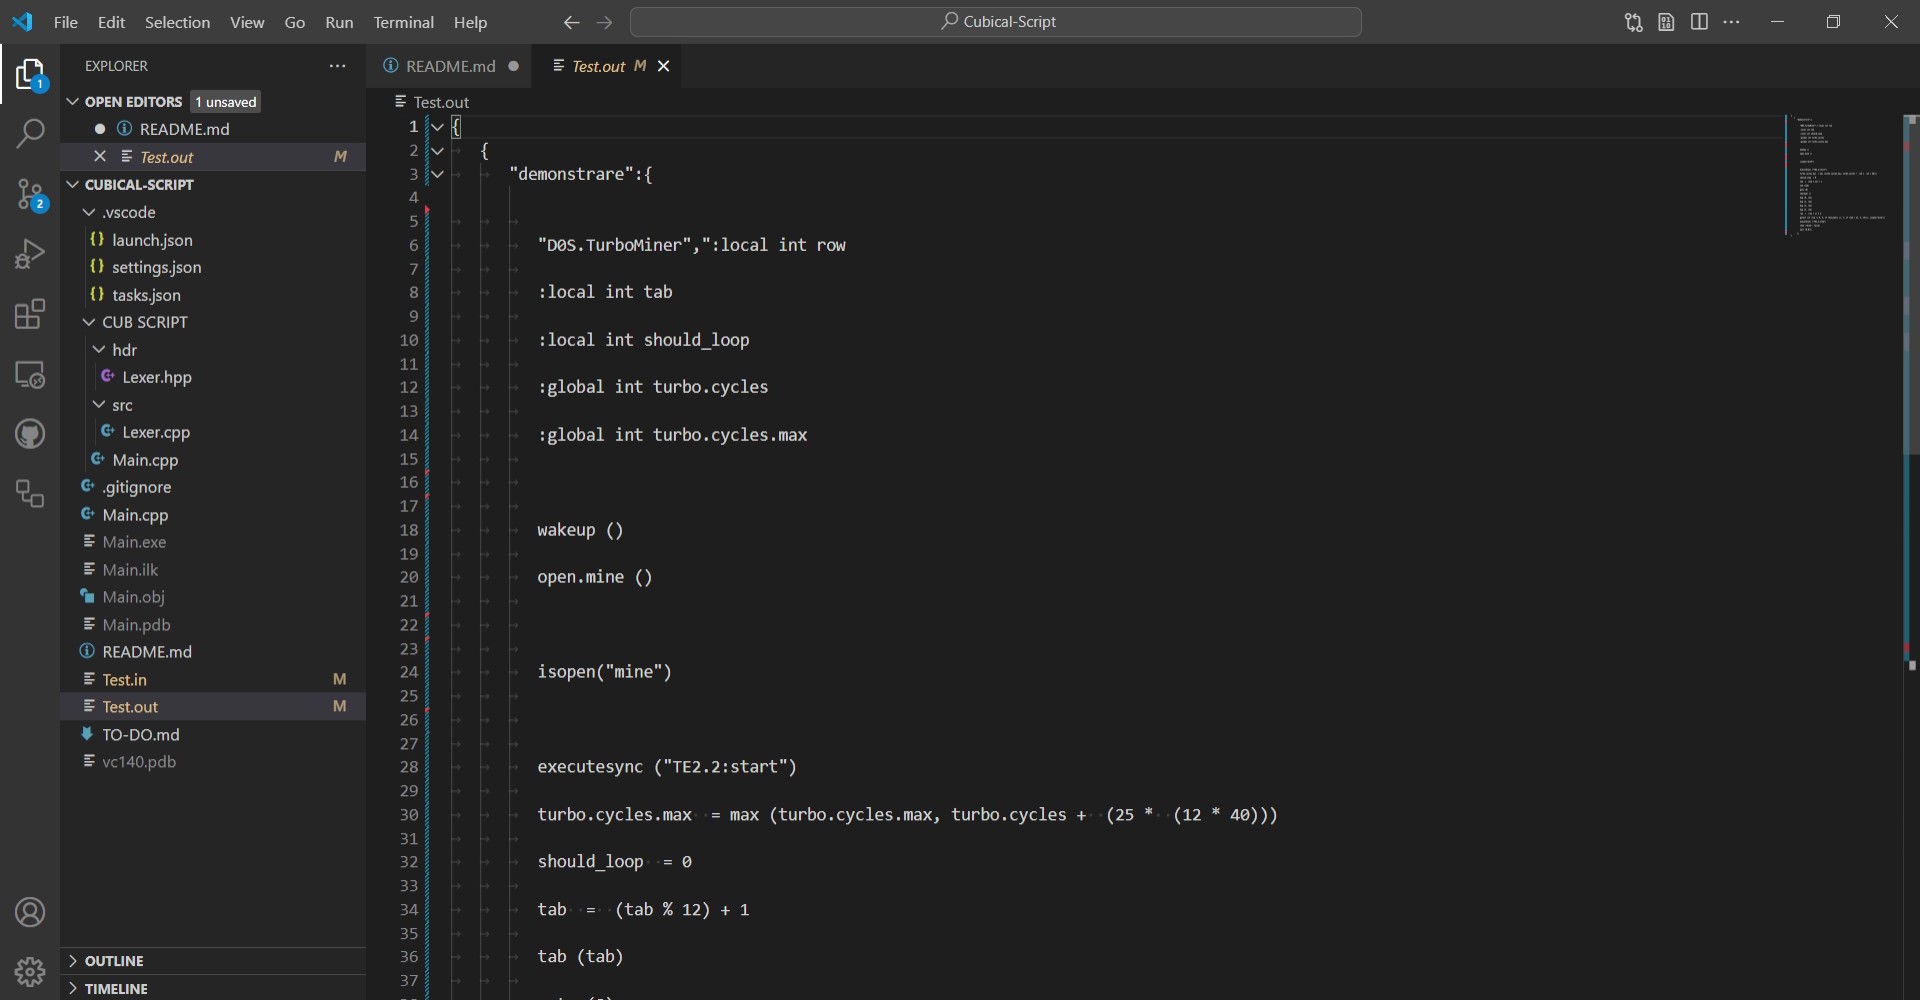 File Edit Selection View Go Run Terminal Help
Cubical-Script
EXPLORER
OPEN EDITORS 1 unsaved
README.md
Test.out M
CUBICAL-SCRIPT
.vscode
launch.json
settings.json
tasks.json
CUB SCRIPT
hdr
Lexer.hpp
src
Lexer.cpp
Main.cpp
.gitignore
Main.cpp
Main.exe
Main.ilk
Main.obj
Main.pdb
README.md
Test.in M
Test.out M
TO-DO.md
vc140.pdb
OUTLINE
TIMELINE
1
2
README.md
Test.out M
Test.out
1 {
2 {
3 "demonstrare":{
4
5
6 "D0S.TurboMiner",":local int row
7
8 :local int tab
9
10 :local int should_loop
11
12 :global int turbo.cycles
13
14 :global int turbo.cycles.max
15
16
17
18 wakeup ()
19
20 open.mine ()
21
22
23
24 isopen("mine")
25
26
27
28 executesync ("TE2.2:start")
29
30 turbo.cycles.max  = max (turbo.cycles.max, turbo.cycles +  (25 *  (12 * 40)))
31
32 should_loop  = 0
33
34 tab  =  (tab % 12) + 1
35
36 tab (tab)
37